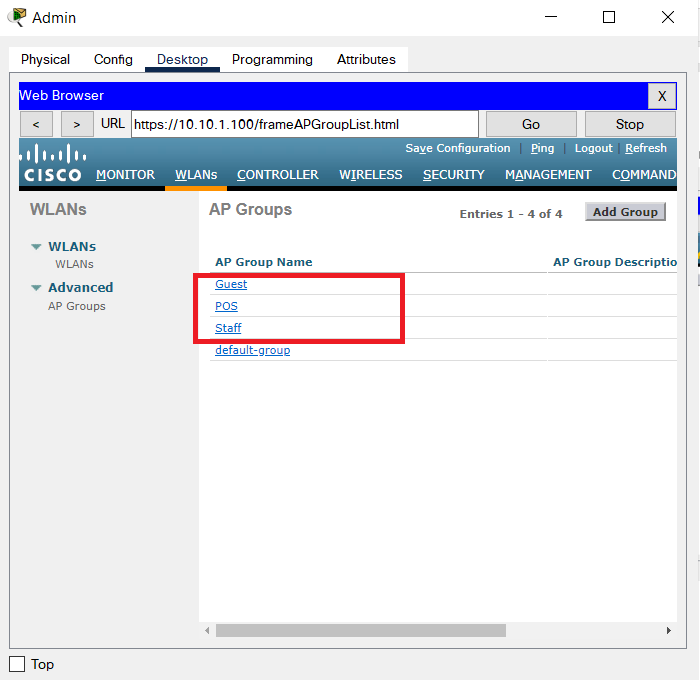 Admin
Physical Config Desktop Programming Attributes
Web Browser X
< > URL https://10.10.1.100/frameAPGroupList.html Go Stop
Save Configuration | Ping | Logout | Refresh
CISCO MONITOR WLANs CONTROLLER WIRELESS SECURITY MANAGEMENT COMMAND
WLANs
WLANs
WLANs
Advanced
AP Groups
AP Groups Entries 1 - 4 of 4 Add Group
AP Group Name AP Group Descriptio
Guest
POS
Staff
default-group
Top